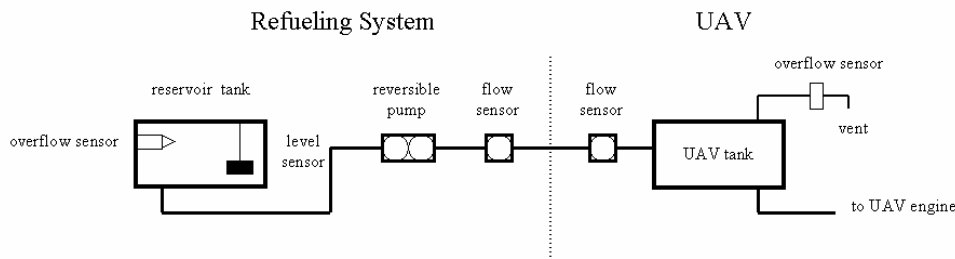 Refueling System
UAV
overflow sensor
reservoir tank
reversible
pump
flow
sensor
flow
sensor
overflow sensor
level
sensor
vent
UAV tank
to UAV engine